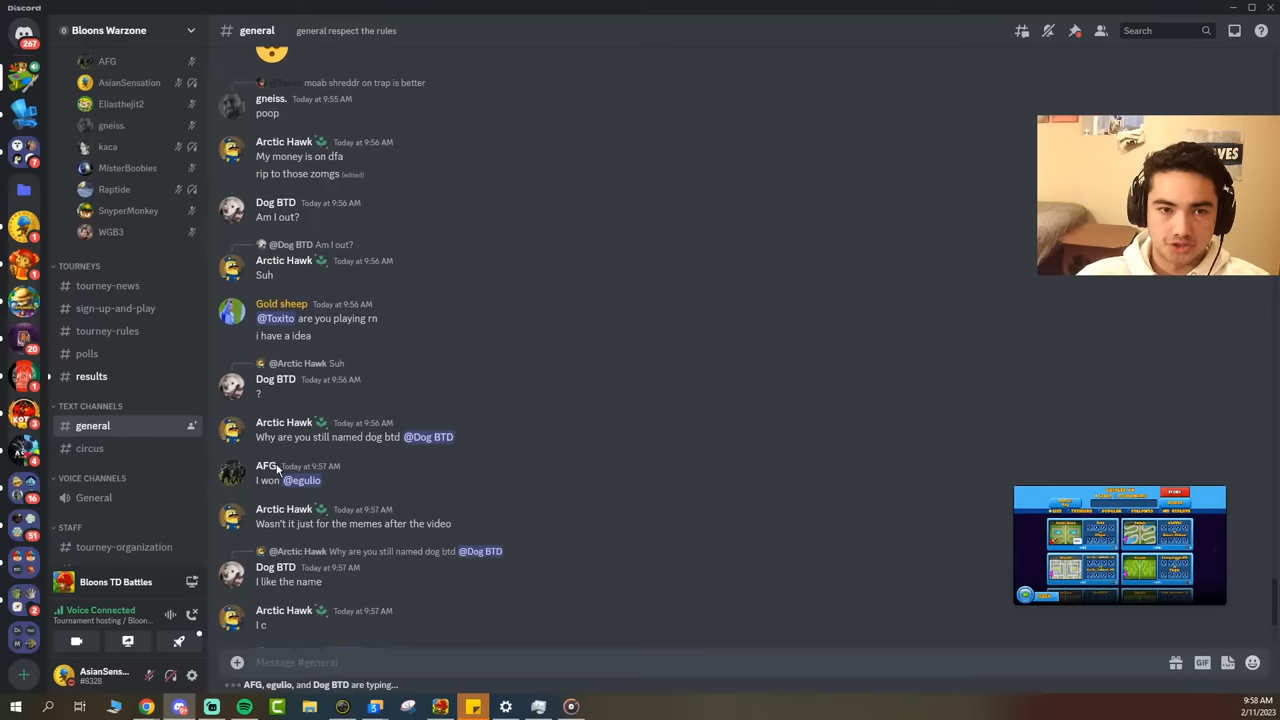 Discord
267
Bloons Warzone
general
general respect the rules
Search
AFG
AsianSensation
Eliasthejit2
gneiss.
kaca
MisterBoobies
Raptide
SnyperMonkey
WGB3
TOURNEYS
tourney-news
sign-up-and-play
tourney-rules
polls
results
TEXT CHANNELS
general
circus
VOICE CHANNELS
General
STAFF
tourney-organization
Bloons TD Battles
Voice Connected
Tournament hosting / Bloon...
AsianSens...
#8328
moab shreddr on trap is better
gneiss. Today at 9:55 AM
poop
Arctic Hawk Today at 9:56 AM
My money is on dfa
rip to those zomgs (edited)
Dog BTD Today at 9:56 AM
Am I out?
@Dog BTD Am I out?
Arctic Hawk Today at 9:56 AM
Suh
Gold sheep Today at 9:56 AM
@Toxito are you playing rn
i have a idea
@Arctic Hawk Suh
Dog BTD Today at 9:56 AM
?
Arctic Hawk Today at 9:56 AM
Why are you still named dog btd @Dog BTD
AFG Today at 9:57 AM
I won @egulio
Arctic Hawk Today at 9:57 AM
Wasn't it just for the memes after the video
@Arctic Hawk Why are you still named dog btd @Dog BTD
Dog BTD Today at 9:57 AM
I like the name
Arctic Hawk Today at 9:57 AM
I c
Message #general
GIF
AFG, egulio, and Dog BTD are typing...
9:58 AM
2/11/2023